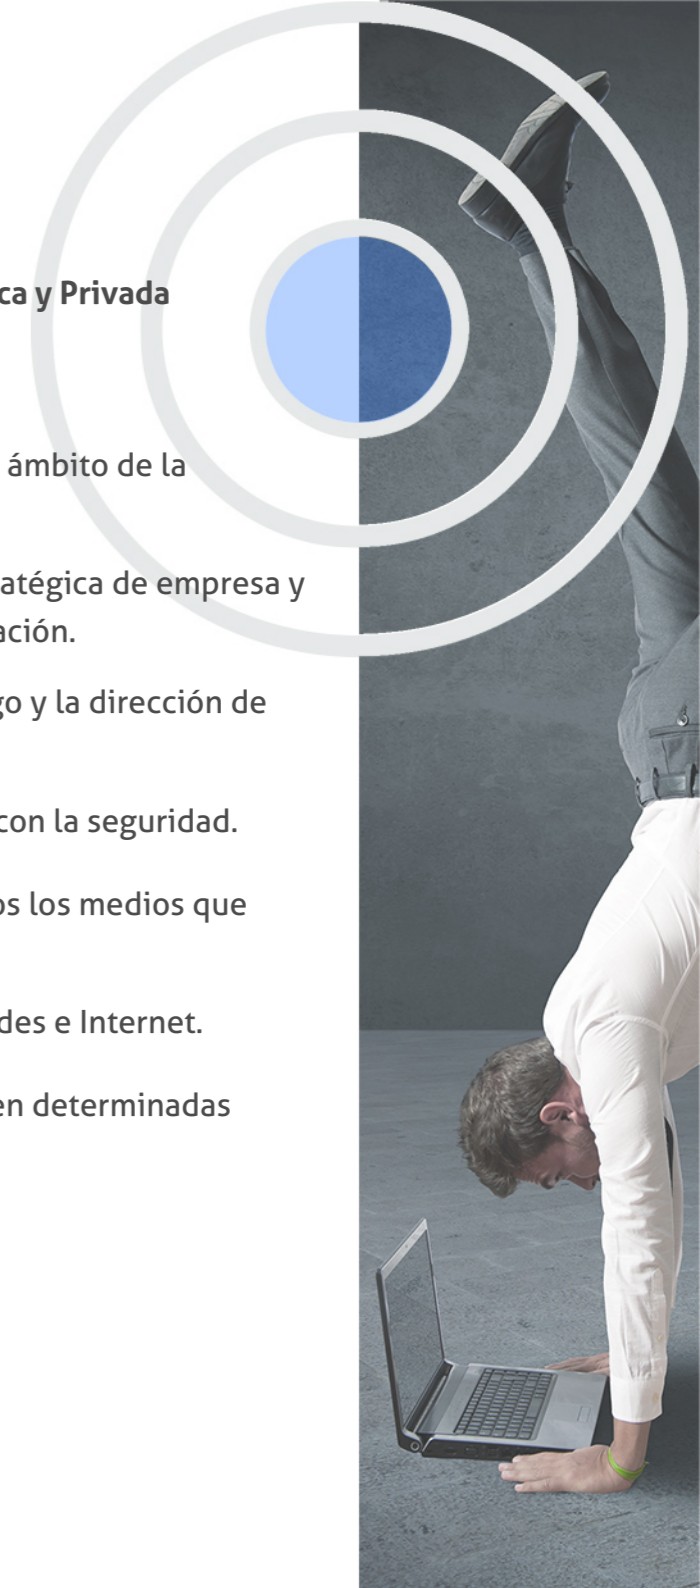 ca y Privada
ámbito de la
atégica de empresa y
ación.
go y la dirección de
con la seguridad.
os los medios que
des e Internet.
en determinadas